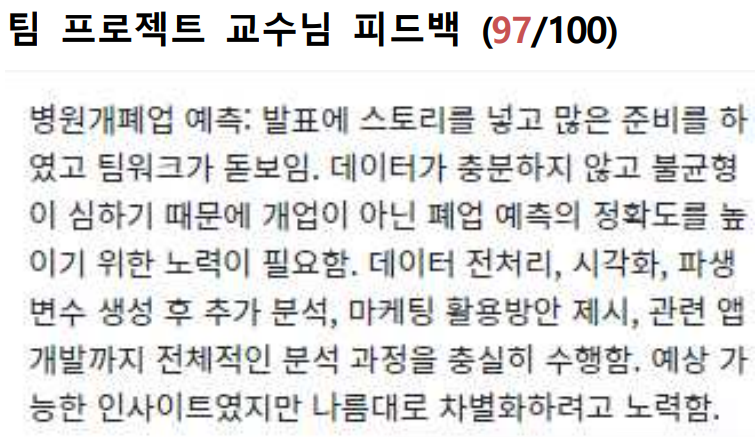 팀 프로젝트 교수님 피드백 (97/100)
병원개폐업 예측: 발표에 스토리를 넣고 많은 준비를 하
였고 팀워크가 돋보임. 데이터가 충분하지 않고 불균형
이 심하기 때문에 개업이 아닌 폐업 예측의 정확도를 높
이기 위한 노력이 필요함. 데이터 전처리, 시각화, 파생
변수 생성 후 추가 분석, 마케팅 활용방안 제시, 관련 앱
개발까지 전체적인 분석 과정을 충실히 수행함. 예상 가
능한 인사이트였지만 나름대로 차별화하려고 노력함.